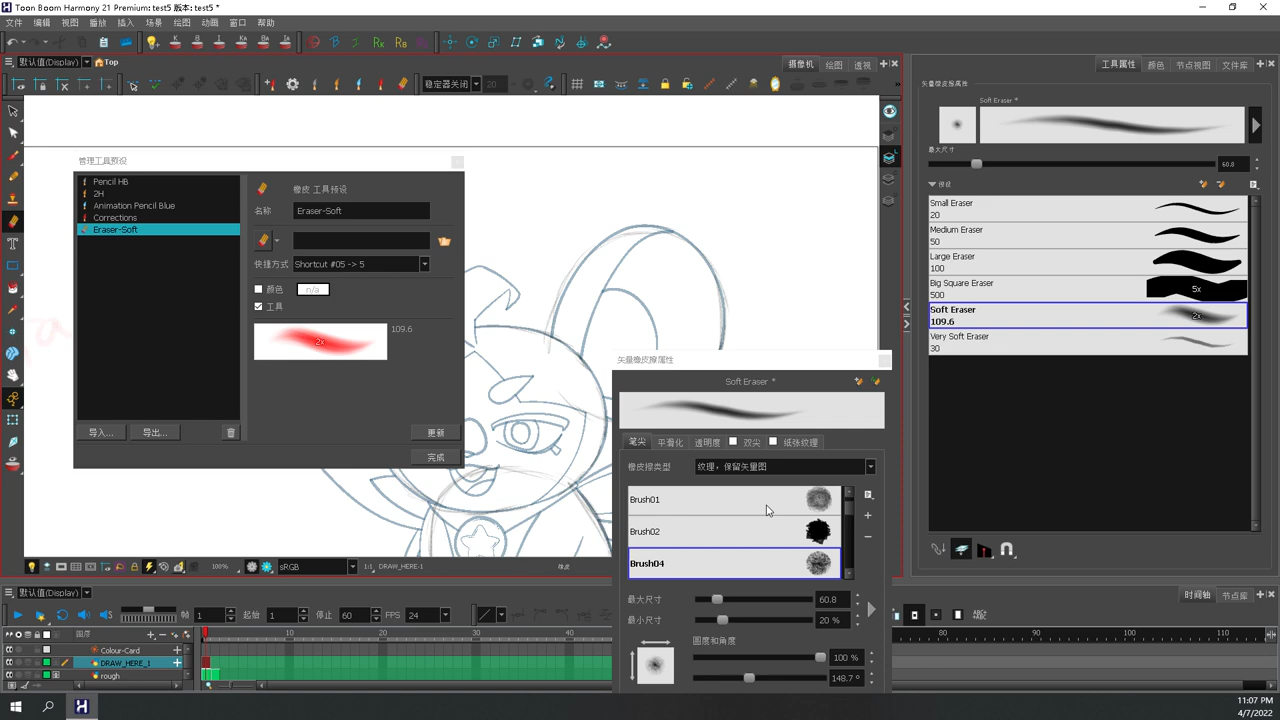 Toon Boom Harmony 21 Premium: test5 版本: test5 *
文件 编辑 视图 播放 插入 场景 绘图 动画 窗口 帮助
默认值(Display) Top
摄像机 绘图 透视
工具属性 颜色 节点视图 文件库
稳定器关闭 20
矢量橡皮擦属性
Soft Eraser *
最大尺寸
60.8
预设
Small Eraser
20
Medium Eraser
50
Large Eraser
100
Big Square Eraser
500
5x
Soft Eraser
109.6
2x
Very Soft Eraser
30
管理工具预设
Pencil HB
2H
Animation Pencil Blue
Corrections
Eraser-Soft
橡皮 工具预设
名称 Eraser-Soft
快捷方式 Shortcut #05 -> 5
颜色 n/a
工具
2x
109.6
导入... 导出... 更新
完成
矢量橡皮擦属性
Soft Eraser *
笔尖 平滑化 透明度 双尖 纸张纹理
橡皮擦类型 纹理，保留矢量图
Brush01
Brush02
Brush04
最大尺寸 60.8
最小尺寸 20 %
圆度和角度
100 %
148.7 °
100% sRGB 1:1 DRAW_HERE-1 橡皮
默认值(Display)
时间轴 节点库
帧 1 起始 1 停止 60 FPS 24
图层
10 20 30 40 80 90 100 110
Colour-Card
DRAW_HERE_1
rough
11:07 PM
4/7/2022